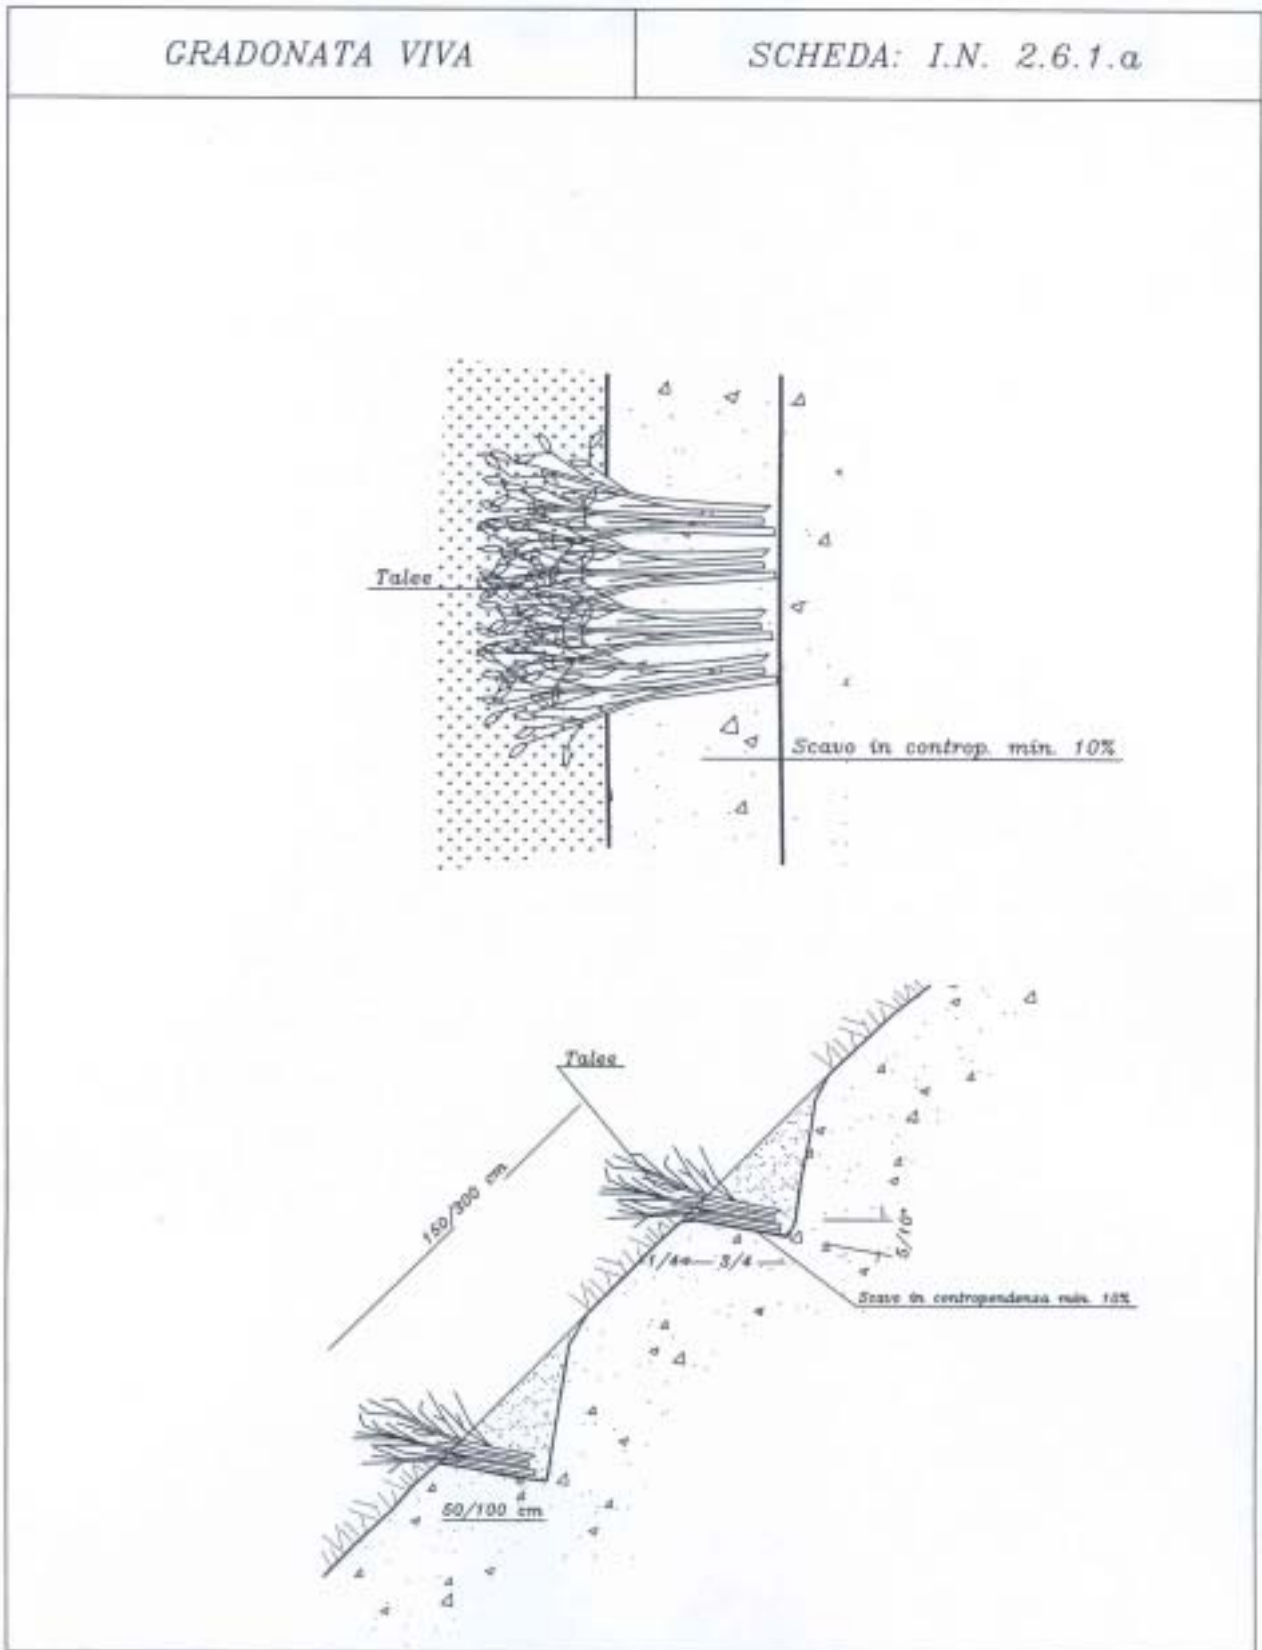 GRADONATA VIVA
SCHEDA: I.N. 2.6.1.a
Talee
Scavo in controp. min. 10%
Talee
150/300 cm
5/10°
1/4 3/4
Scavo in contropendenza min. 10%
50/100 cm